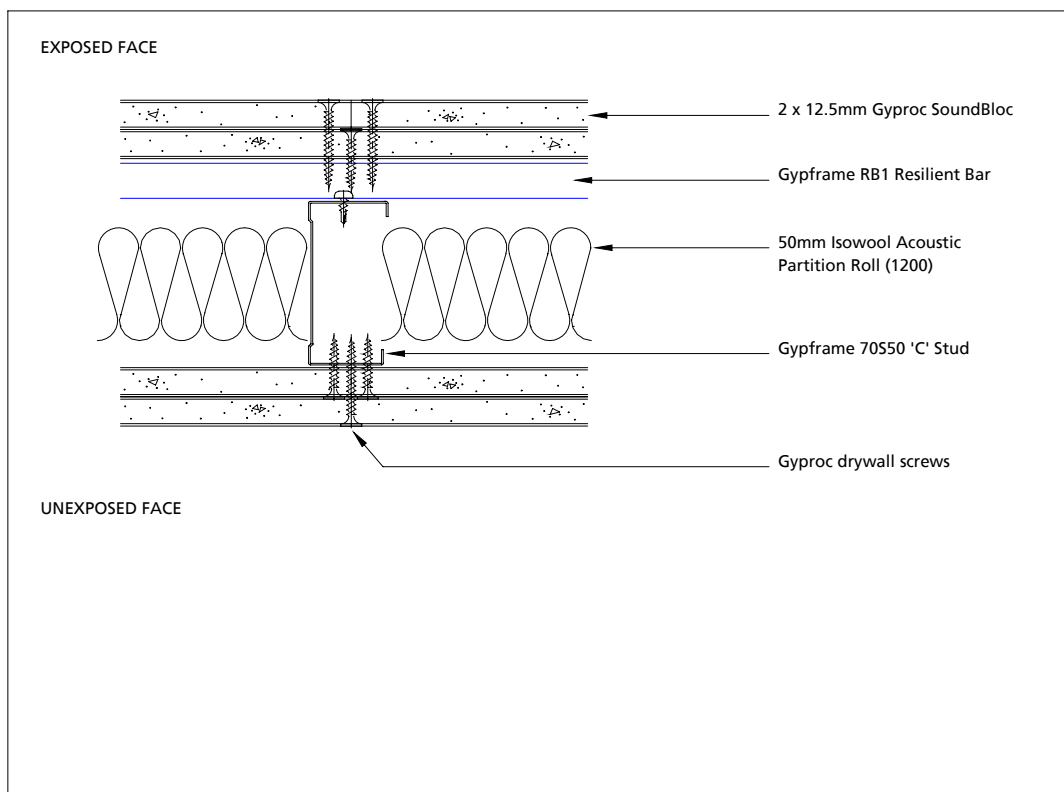 EXPOSED FACE
2 x 12.5mm Gyproc SoundBloc
Gypframe RB1 Resilient Bar
50mm Isowool Acoustic
Partition Roll (1200)
Gypframe 70S50 'C' Stud
Gyproc drywall screws
UNEXPOSED FACE